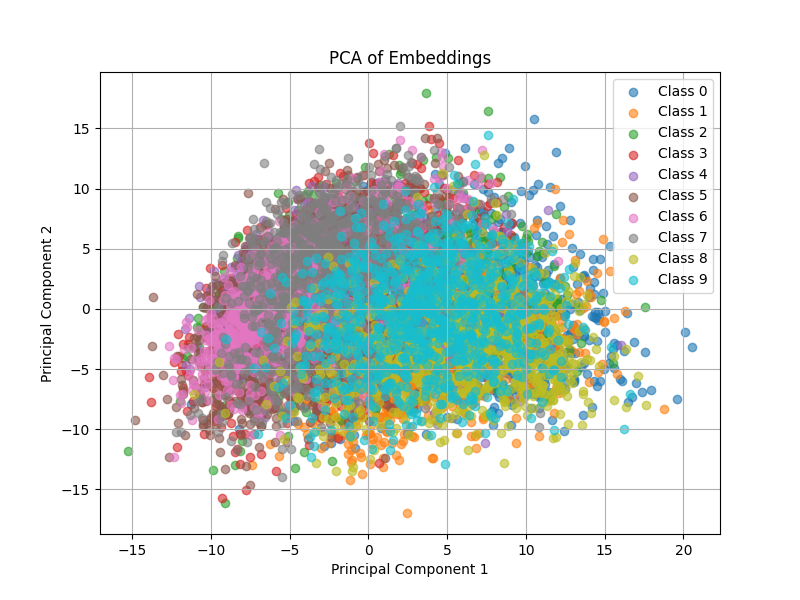 PCA of Embeddings
Class 0
Class 1
Class 2
Class 3
Class 4
Class 5
Class 6
Class 7
Class 8
Class 9
15
10
5
0
−5
−10
−15
Principal Component 2
−15
−10
−5
0
5
10
15
20
Principal Component 1